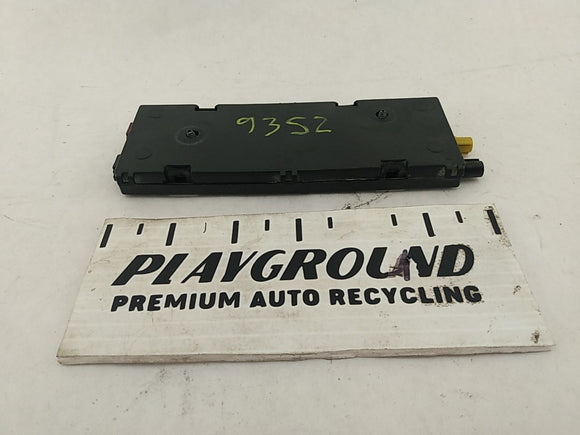 9352
PLAYGROUND
PREMIUM AUTO RECYCLING